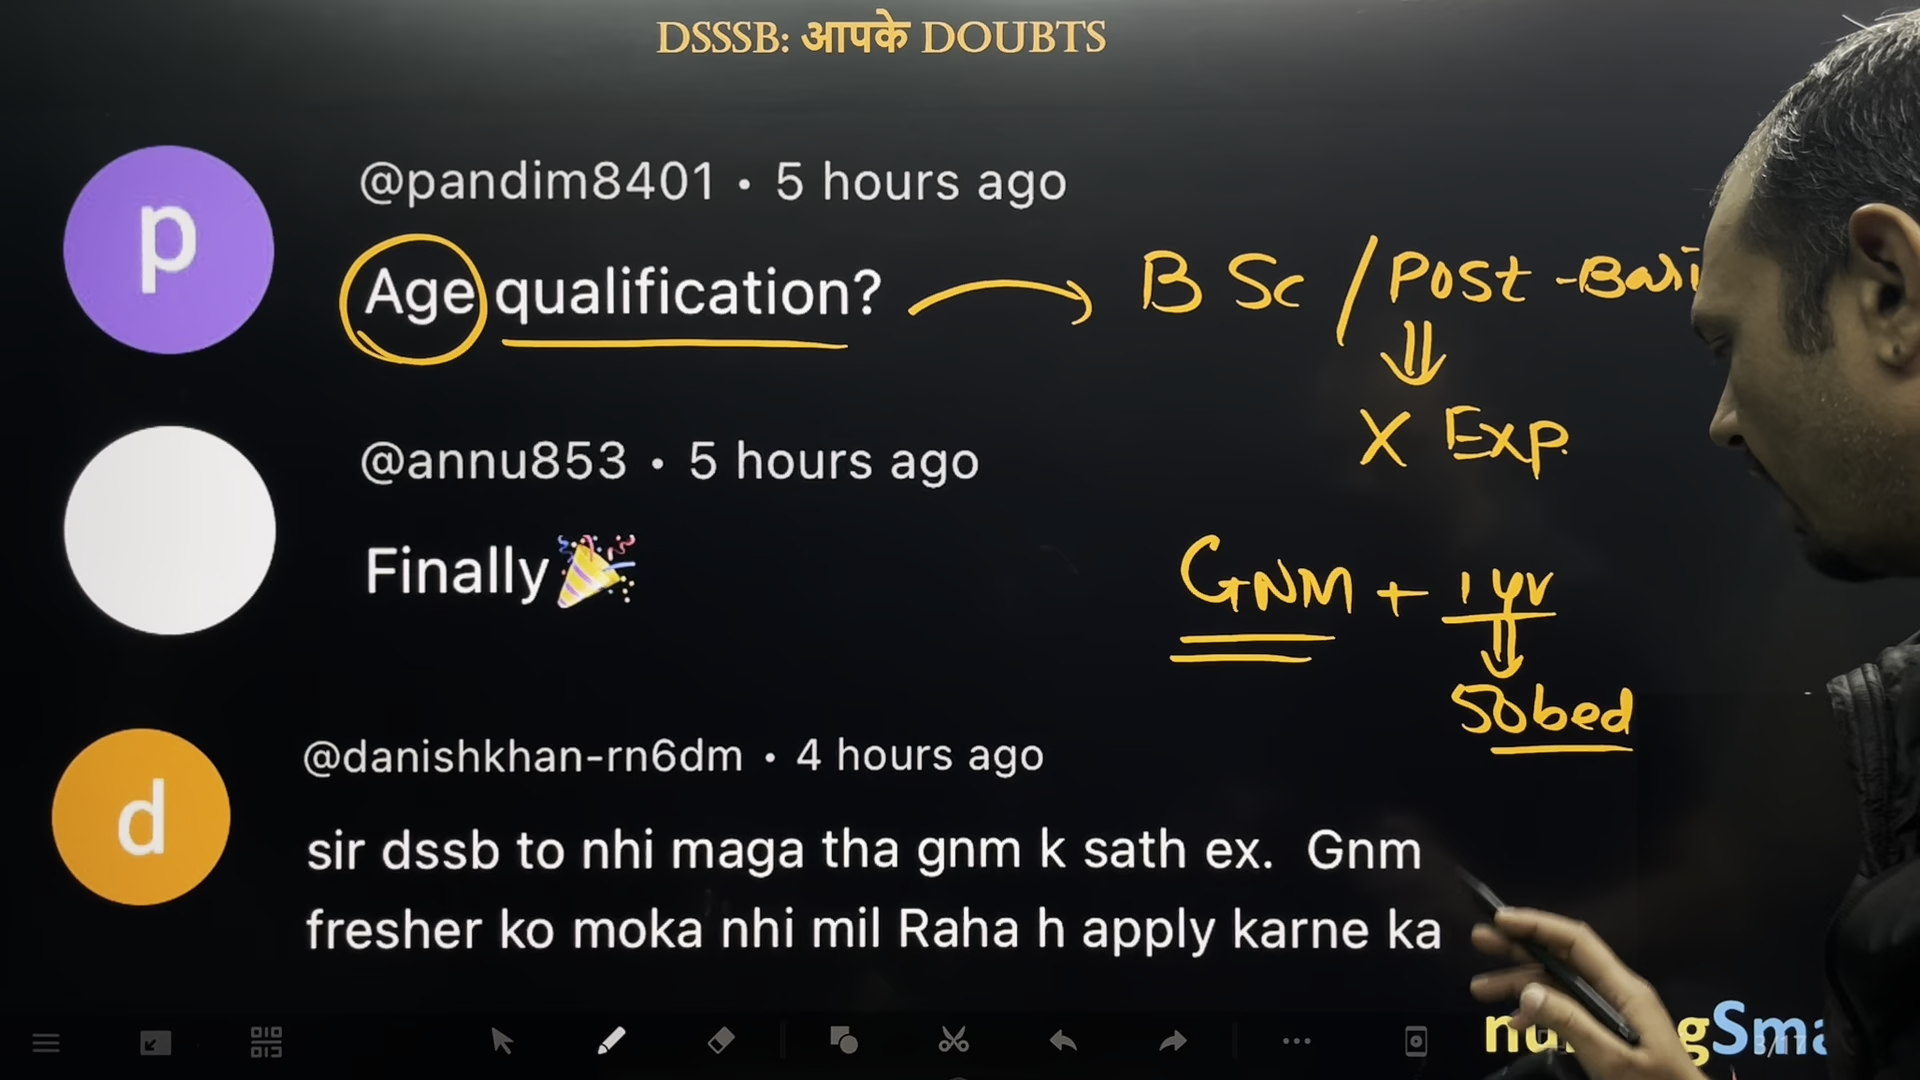 DSSSB: आपके DOUBTS
p
@pandim8401 • 5 hours ago
Age qualification?
B Sc / Post -Basi
X Exp.
@annu853 • 5 hours ago
Finally🎉
GNM + 1 yr
50 bed
d
@danishkhan-rn6dm • 4 hours ago
sir dssb to nhi maga tha gnm k sath ex. Gnm
fresher ko moka nhi mil Raha h apply karne ka